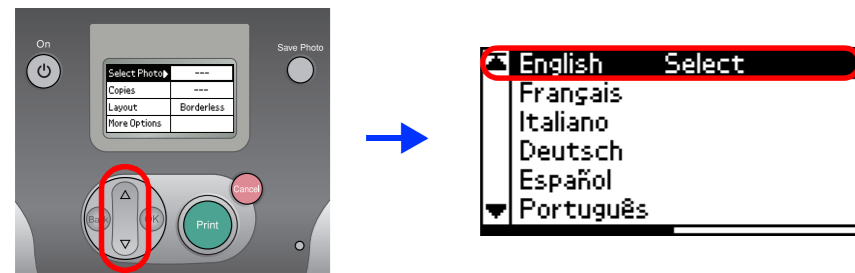 On
Save Photo
Select Photo ---
Copies ---
Layout Borderless
More Options
Back
OK
Cancel
Print
English Select
Français
Italiano
Deutsch
Español
Português